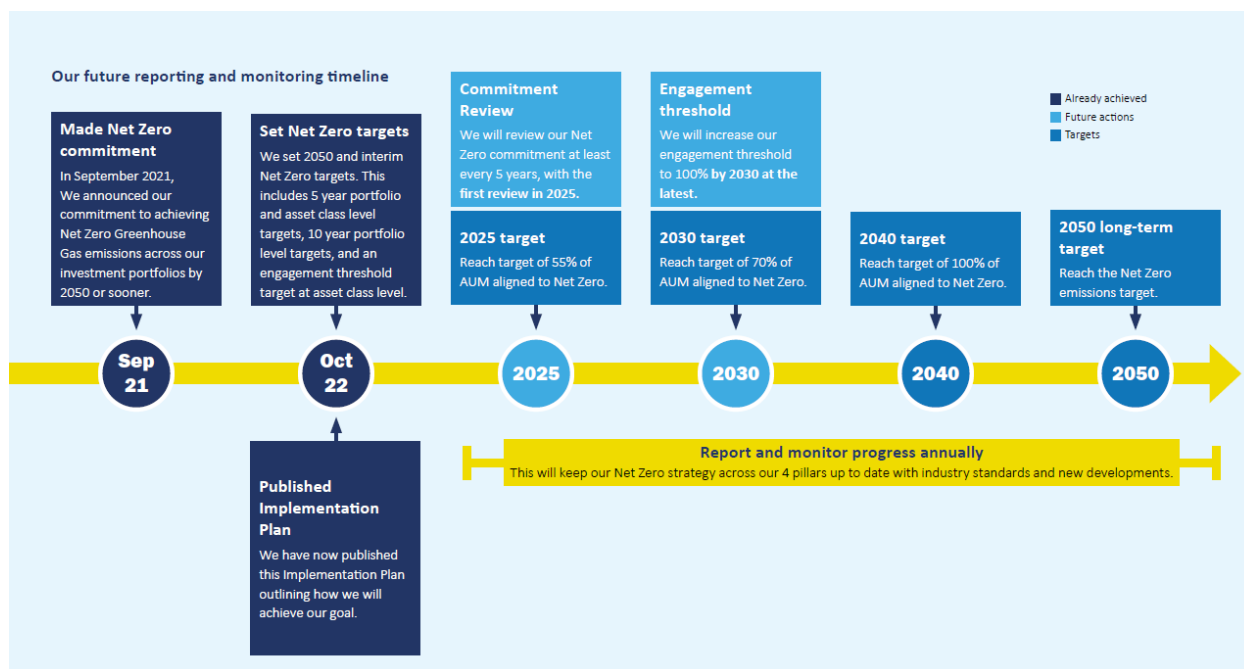 Our future reporting and monitoring timeline
Already achieved
Future actions
Targets
Made Net Zero
commitment
In September 2021,
We announced our
commitment to achieving
Net Zero Greenhouse
Gas emissions across our
investment portfolios by
2050 or sooner.
Set Net Zero targets
We set 2050 and interim
Net Zero targets. This
includes 5 year portfolio
and asset class level
targets, 10 year portfolio
level targets, and an
engagement threshold
target at asset class level.
Commitment
Review
We will review our Net
Zero commitment at least
every 5 years, with the
first review in 2025.
2025 target
Reach target of 55% of
AUM aligned to Net Zero.
Engagement
threshold
We will increase our
engagement threshold
to 100% by 2030 at the
latest.
2030 target
Reach target of 70% of
AUM aligned to Net Zero.
2040 target
Reach target of 100% of
AUM aligned to Net Zero.
2050 long-term
target
Reach the Net Zero
emissions target.
Sep
21
Oct
22
2025
2030
2040
2050
Published
Implementation
Plan
We have now published
this Implementation Plan
outlining how we will
achieve our goal.
Report and monitor progress annually
This will keep our Net Zero strategy across our 4 pillars up to date with industry standards and new developments.